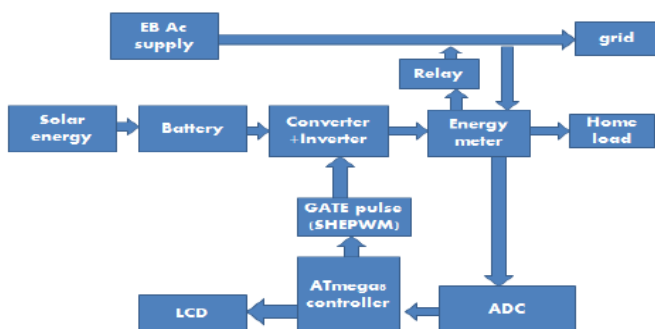 EB Ac
supply
grid
Relay
Solar
energy
Battery
Converter
+Inverter
Energy
meter
Home
load
GATE pulse
(SHEPWM)
ATmega8
controller
LCD
ADC